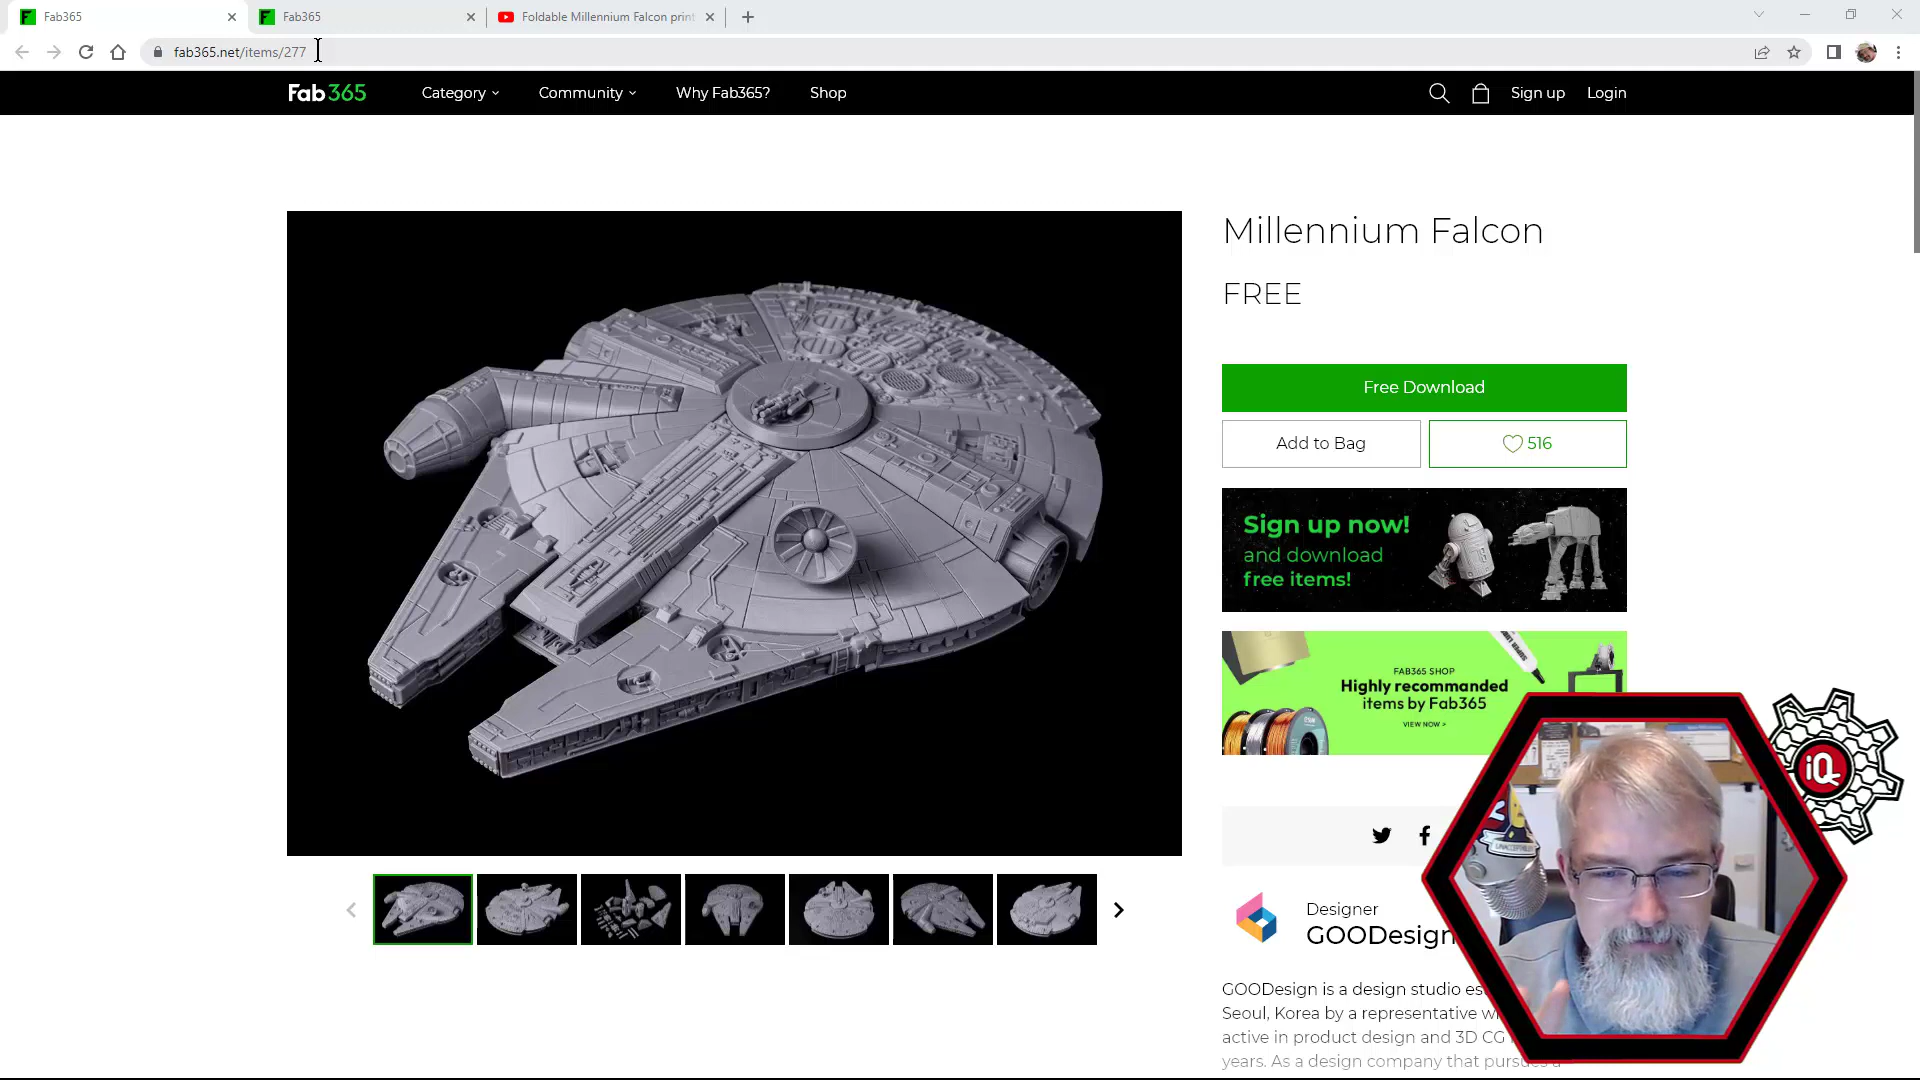 Fab365
Fab365
Foldable Millennium Falcon print
fab365.net/items/277
Fab365
Category
Community
Why Fab365?
Shop
Sign up
Login
Millennium Falcon
FREE
Free Download
Add to Bag
516
Sign up now!
and download
free items!
FAB365 SHOP
Highly recommanded
items by Fab365
VIEW NOW >
iQ
Designer
GOODesign
GOODesign is a design studio
Seoul, Korea by a representative
active in product design and 3D CG
years. As a design company that